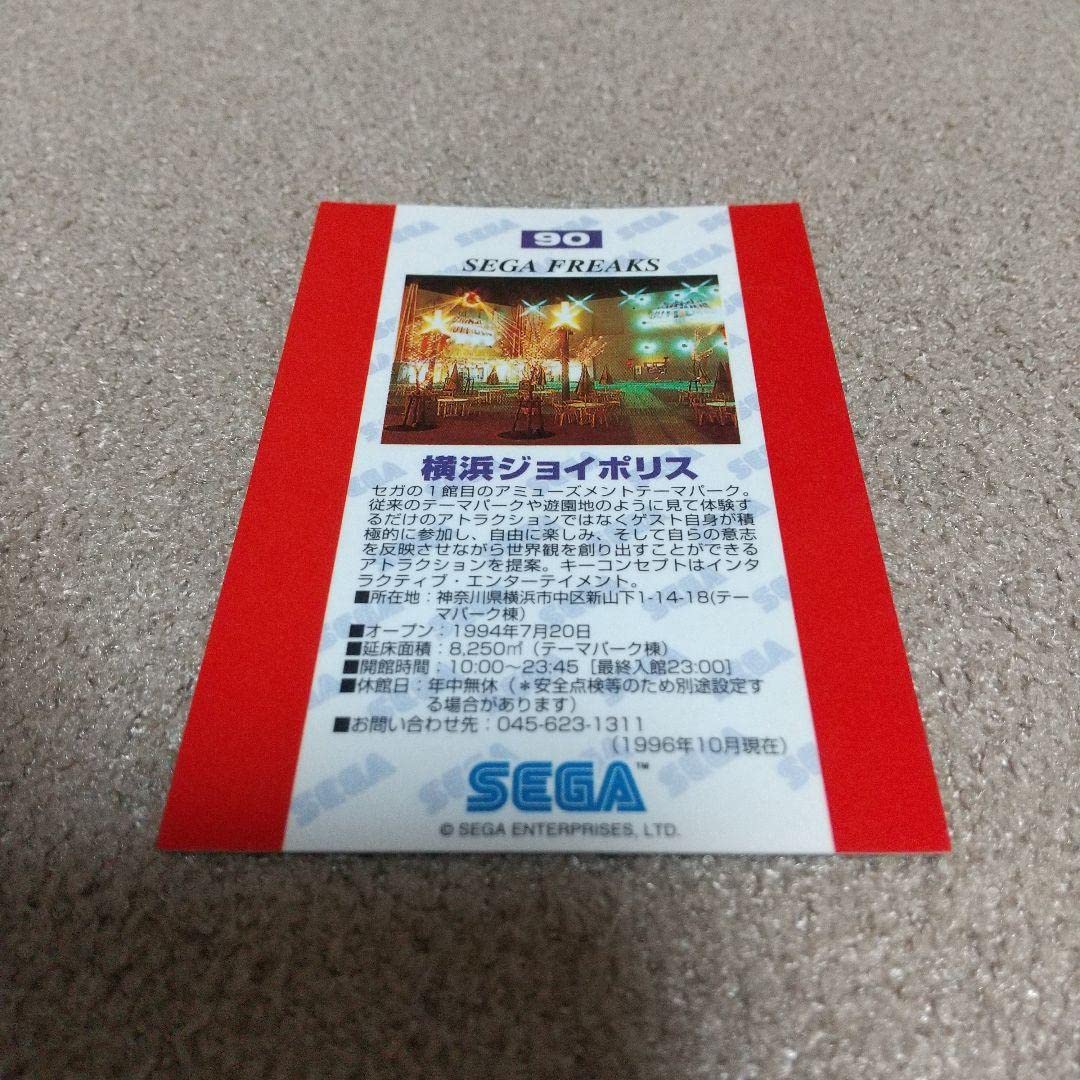 90
SEGA FREAKS
横浜ジョイポリス
セガの1館目のアミューズメントテーマパーク。
従来のテーマパークや遊園地のように見て体験す
るだけのアトラクションではなくゲスト自身が積
極的に参加し、自由に楽しみ、そして自らの意志
を反映させながら世界観を創り出すことができる
アトラクションを提案。キーコンセプトはインタ
ラクティブ・エンターテイメント。
■所在地：神奈川県横浜市中区新山下1-14-18(テー
マパーク棟)
■オープン：1994年7月20日
■延床面積：8,250㎡（テーマパーク棟）
■開館時間：10:00～23:45［最終入館23:00］
■休館日：年中無休（＊安全点検等のため別途設定す
る場合があります）
■お問い合わせ先：045-623-1311
（1996年10月現在）
SEGA™
© SEGA ENTERPRISES, LTD.